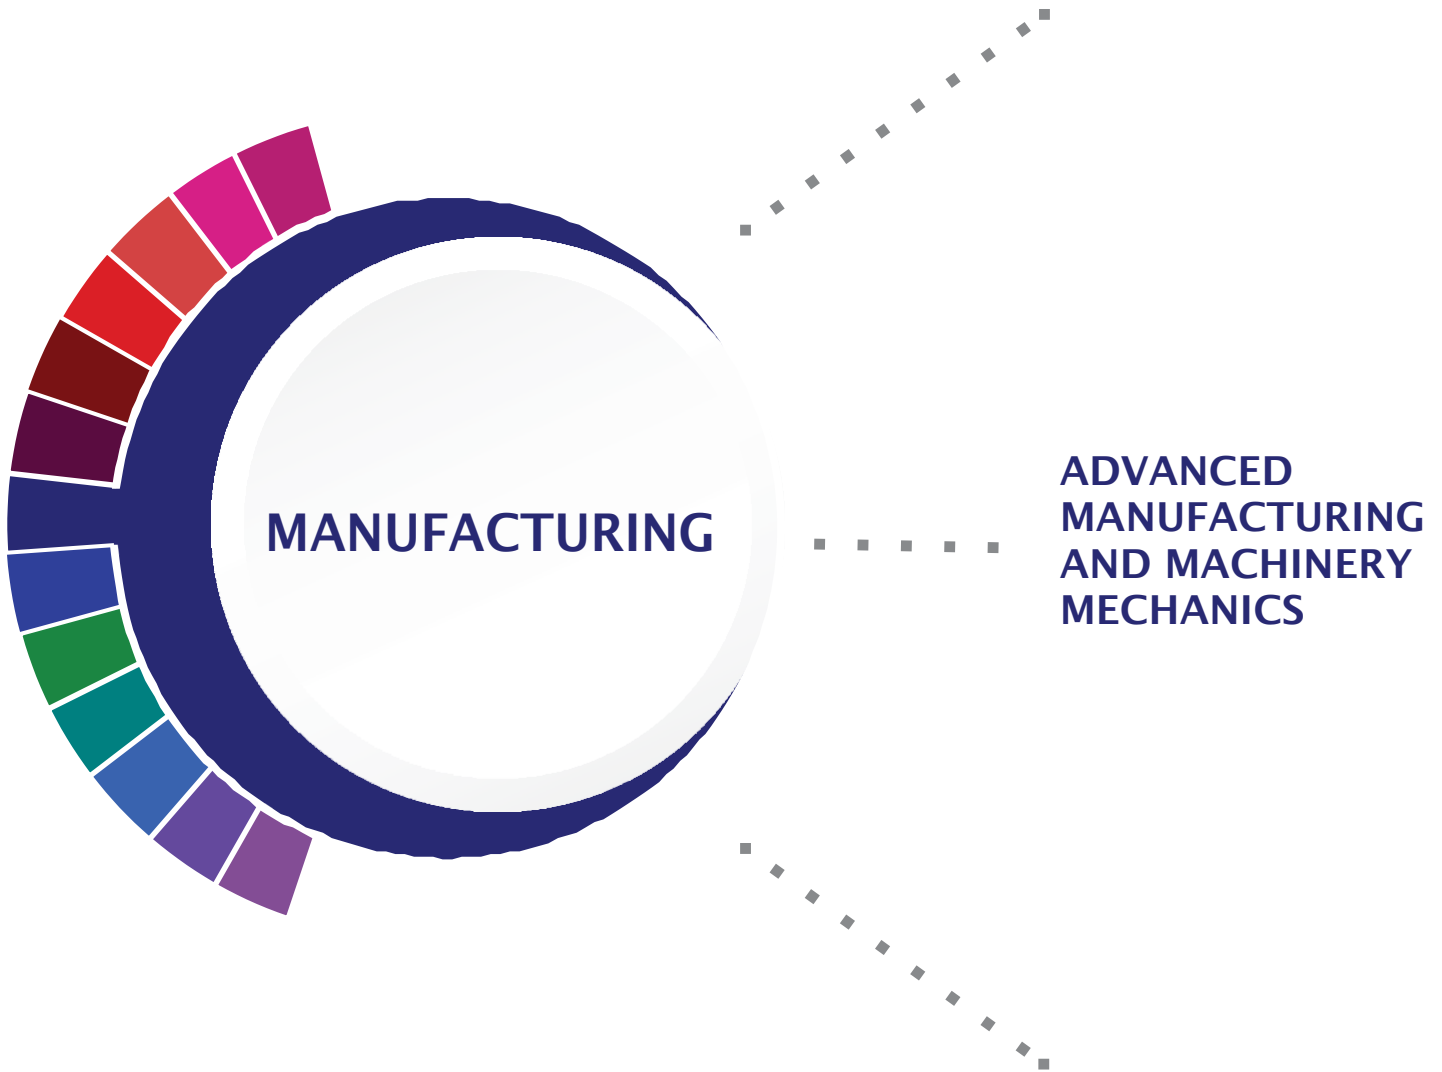 MANUFACTURING
ADVANCED
MANUFACTURING
AND MACHINERY
MECHANICS